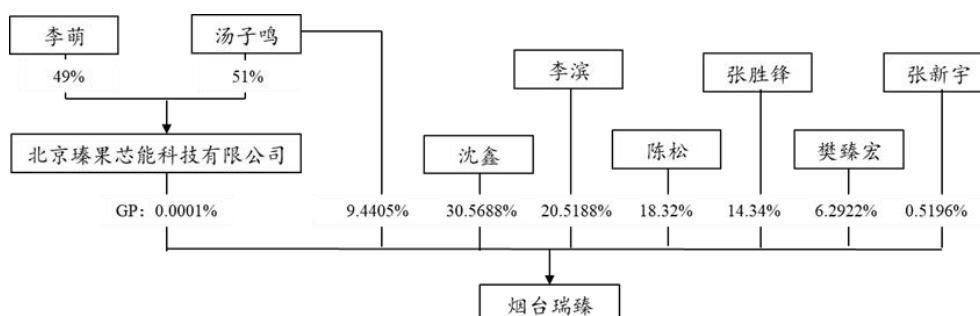 李萌
汤子鸣
49%
51%
李滨
张胜锋
张新宇
北京瑧果芯能科技有限公司
沈鑫
陈松
樊臻宏
GP：0.0001%
9.4405%
30.5688%
20.5188%
18.32%
14.34%
6.2922%
0.5196%
烟台瑞臻